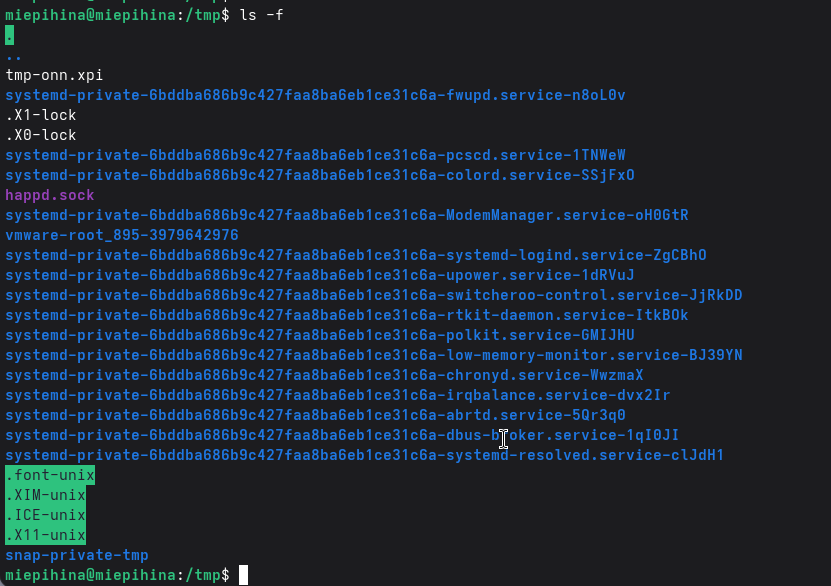 miepihina@miepihina:/tmp$ ls -f
.
..
tmp-onn.xpi
systemd-private-6bddba686b9c427faa8ba6eb1ce31c6a-fwupd.service-n8oL0v
.X1-lock
.X0-lock
systemd-private-6bddba686b9c427faa8ba6eb1ce31c6a-pcscd.service-1TNWeW
systemd-private-6bddba686b9c427faa8ba6eb1ce31c6a-colord.service-SSjFxO
happd.sock
systemd-private-6bddba686b9c427faa8ba6eb1ce31c6a-ModemManager.service-oH0GtR
vmware-root_895-3979642976
systemd-private-6bddba686b9c427faa8ba6eb1ce31c6a-systemd-logind.service-ZgCBhO
systemd-private-6bddba686b9c427faa8ba6eb1ce31c6a-upower.service-1dRVuJ
systemd-private-6bddba686b9c427faa8ba6eb1ce31c6a-switcheroo-control.service-JjRkDD
systemd-private-6bddba686b9c427faa8ba6eb1ce31c6a-rtkit-daemon.service-ItkBOk
systemd-private-6bddba686b9c427faa8ba6eb1ce31c6a-polkit.service-GMIJHU
systemd-private-6bddba686b9c427faa8ba6eb1ce31c6a-low-memory-monitor.service-BJ39YN
systemd-private-6bddba686b9c427faa8ba6eb1ce31c6a-chronyd.service-WwzmaX
systemd-private-6bddba686b9c427faa8ba6eb1ce31c6a-irqbalance.service-dvx2Ir
systemd-private-6bddba686b9c427faa8ba6eb1ce31c6a-abrtd.service-5Qr3q0
systemd-private-6bddba686b9c427faa8ba6eb1ce31c6a-dbus-broker.service-1qI0JI
systemd-private-6bddba686b9c427faa8ba6eb1ce31c6a-systemd-resolved.service-clJdH1
.font-unix
.XIM-unix
.ICE-unix
.X11-unix
snap-private-tmp
miepihina@miepihina:/tmp$